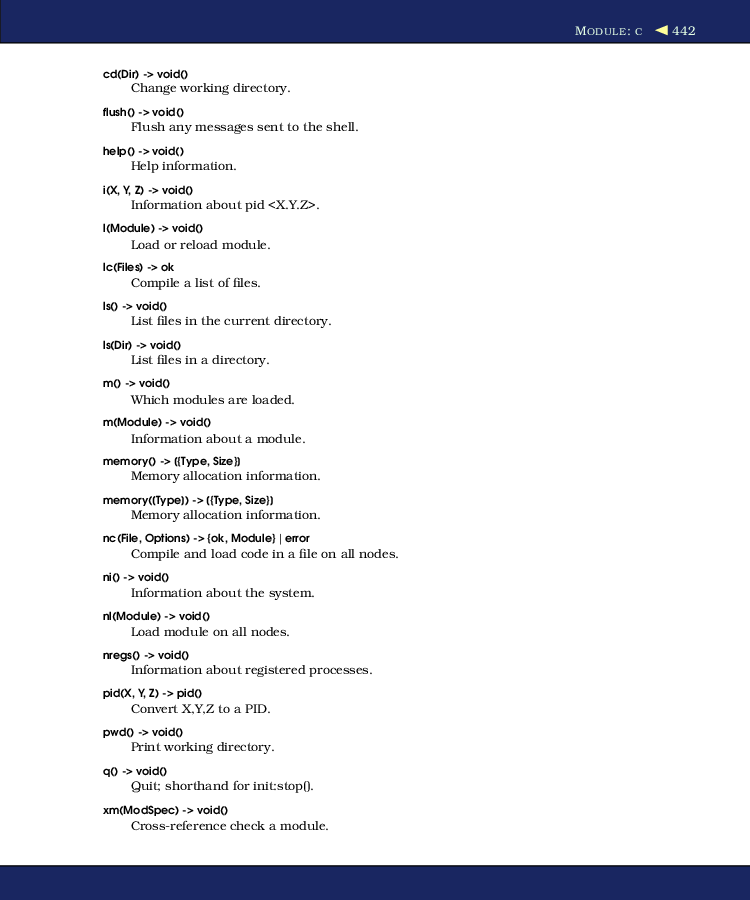 MODULE: C ◀ 442
cd(Dir) -> void()
Change working directory.
flush() -> void()
Flush any messages sent to the shell.
help() -> void()
Help information.
i(X, Y, Z) -> void()
Information about pid <X.Y.Z>.
l(Module) -> void()
Load or reload module.
lc(Files) -> ok
Compile a list of files.
ls() -> void()
List files in the current directory.
ls(Dir) -> void()
List files in a directory.
m() -> void()
Which modules are loaded.
m(Module) -> void()
Information about a module.
memory() -> [{Type, Size}]
Memory allocation information.
memory([Type]) -> [{Type, Size}]
Memory allocation information.
nc(File, Options) -> {ok, Module} | error
Compile and load code in a file on all nodes.
ni() -> void()
Information about the system.
nl(Module) -> void()
Load module on all nodes.
nregs() -> void()
Information about registered processes.
pid(X, Y, Z) -> pid()
Convert X,Y,Z to a PID.
pwd() -> void()
Print working directory.
q() -> void()
Quit; shorthand for init:stop().
xm(ModSpec) -> void()
Cross-reference check a module.